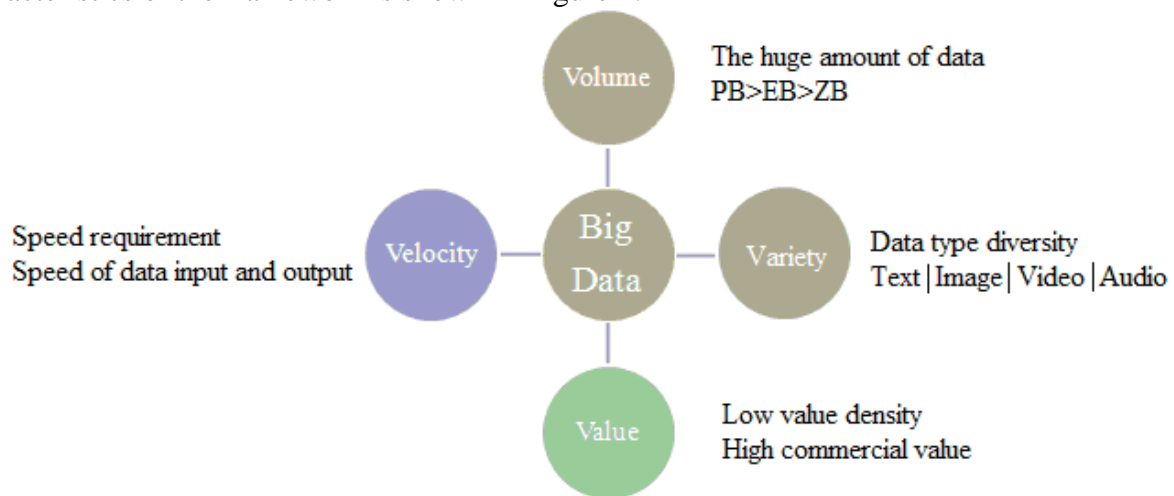 Volume
The huge amount of data
PB>EB>ZB
Speed requirement
Speed of data input and output
Velocity
Big
Data
Variety
Data type diversity
Text|Image|Video|Audio
Value
Low value density
High commercial value